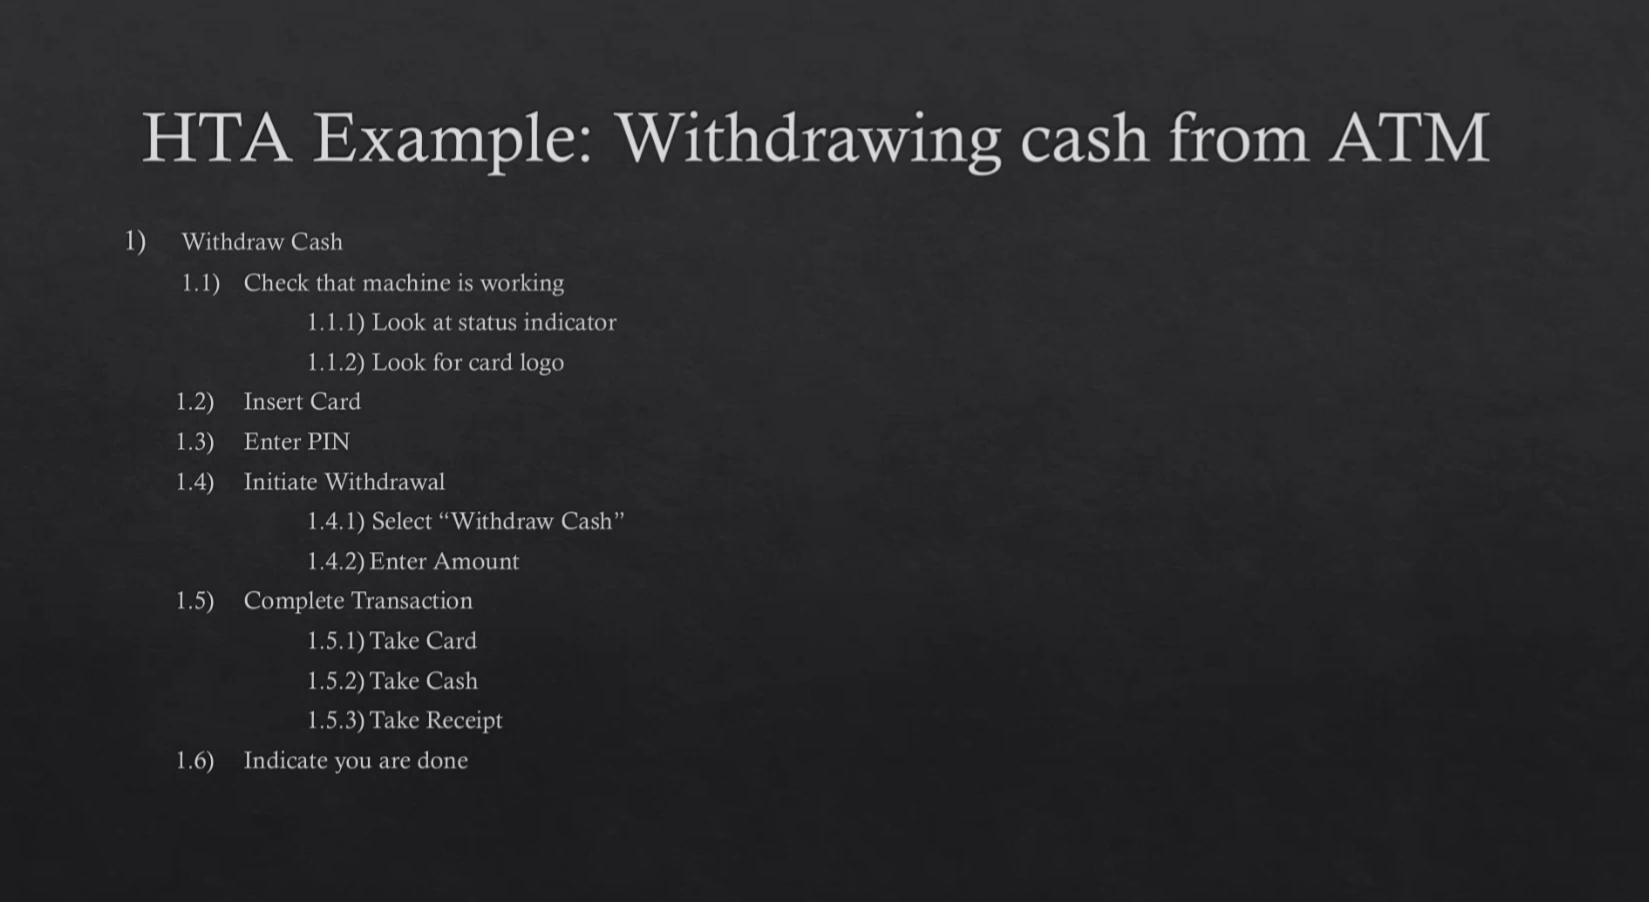 HTA Example: Withdrawing cash from ATM
1) Withdraw Cash
1.1) Check that machine is working
1.1.1) Look at status indicator
1.1.2) Look for card logo
1.2) Insert Card
1.3) Enter PIN
1.4) Initiate Withdrawal
1.4.1) Select “Withdraw Cash”
1.4.2) Enter Amount
1.5) Complete Transaction
1.5.1) Take Card
1.5.2) Take Cash
1.5.3) Take Receipt
1.6) Indicate you are done